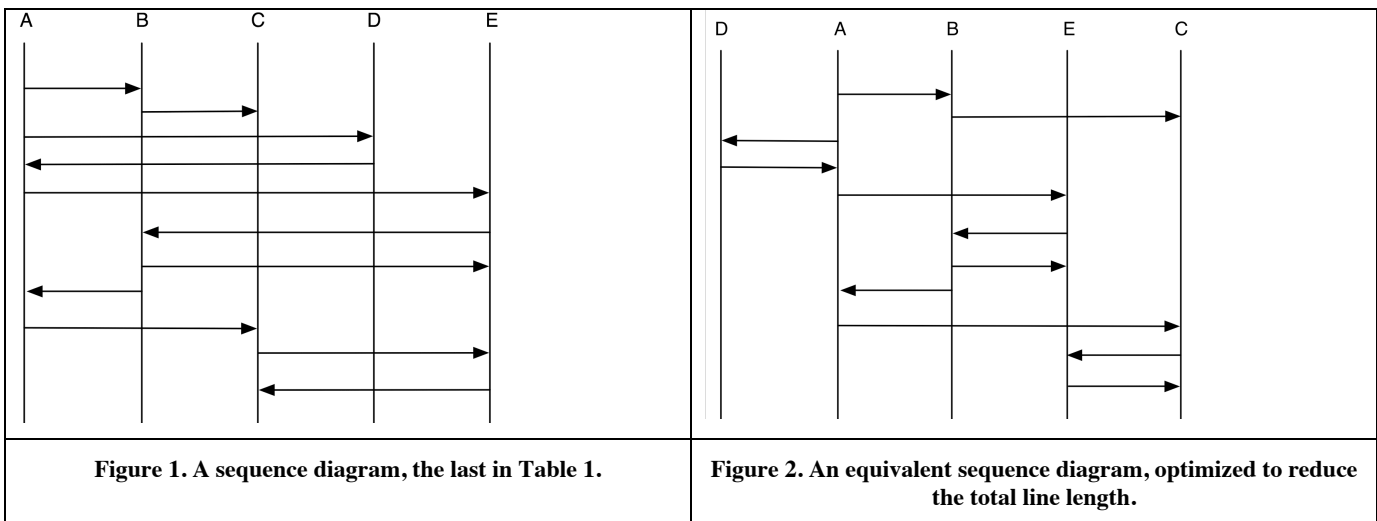 A B C D E
D A B E C
Figure 1. A sequence diagram, the last in Table 1.
Figure 2. An equivalent sequence diagram, optimized to reduce
the total line length.